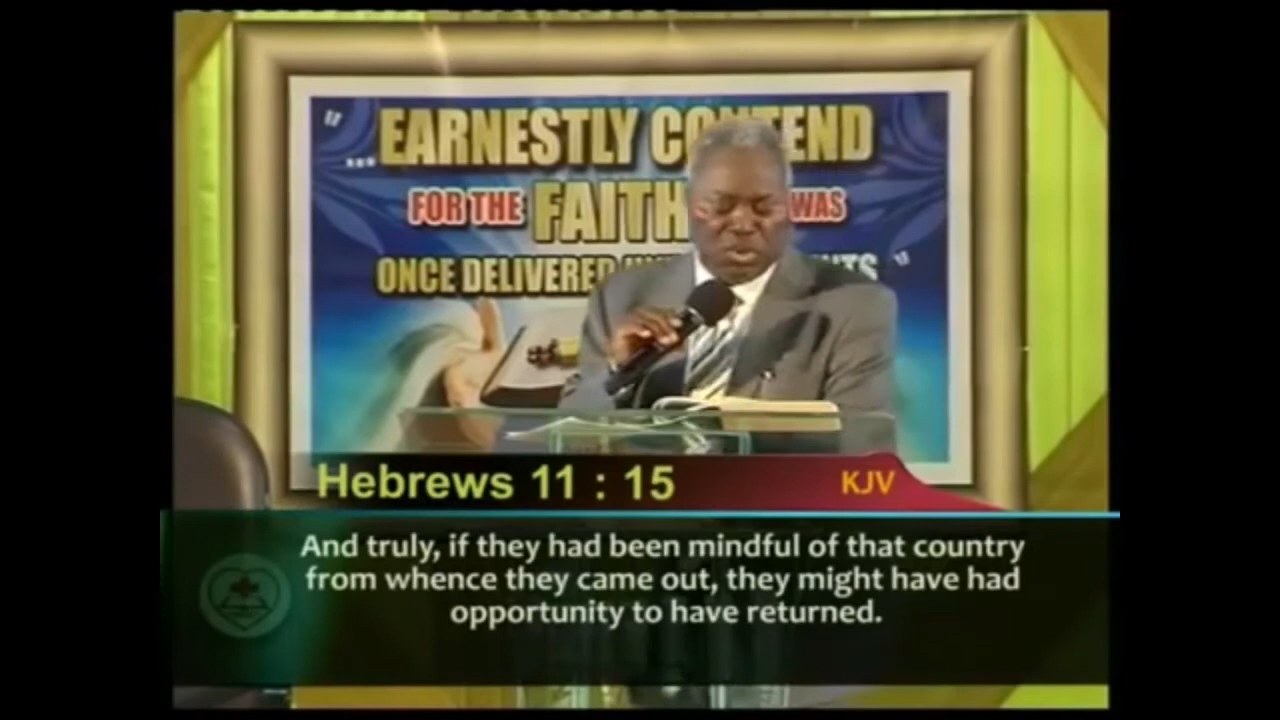 "...EARNESTLY CONTEND
FOR THE FAITH WAS
ONCE DELIVERED "
Hebrews 11 : 15 KJV
And truly, if they had been mindful of that country
from whence they came out, they might have had
opportunity to have returned.